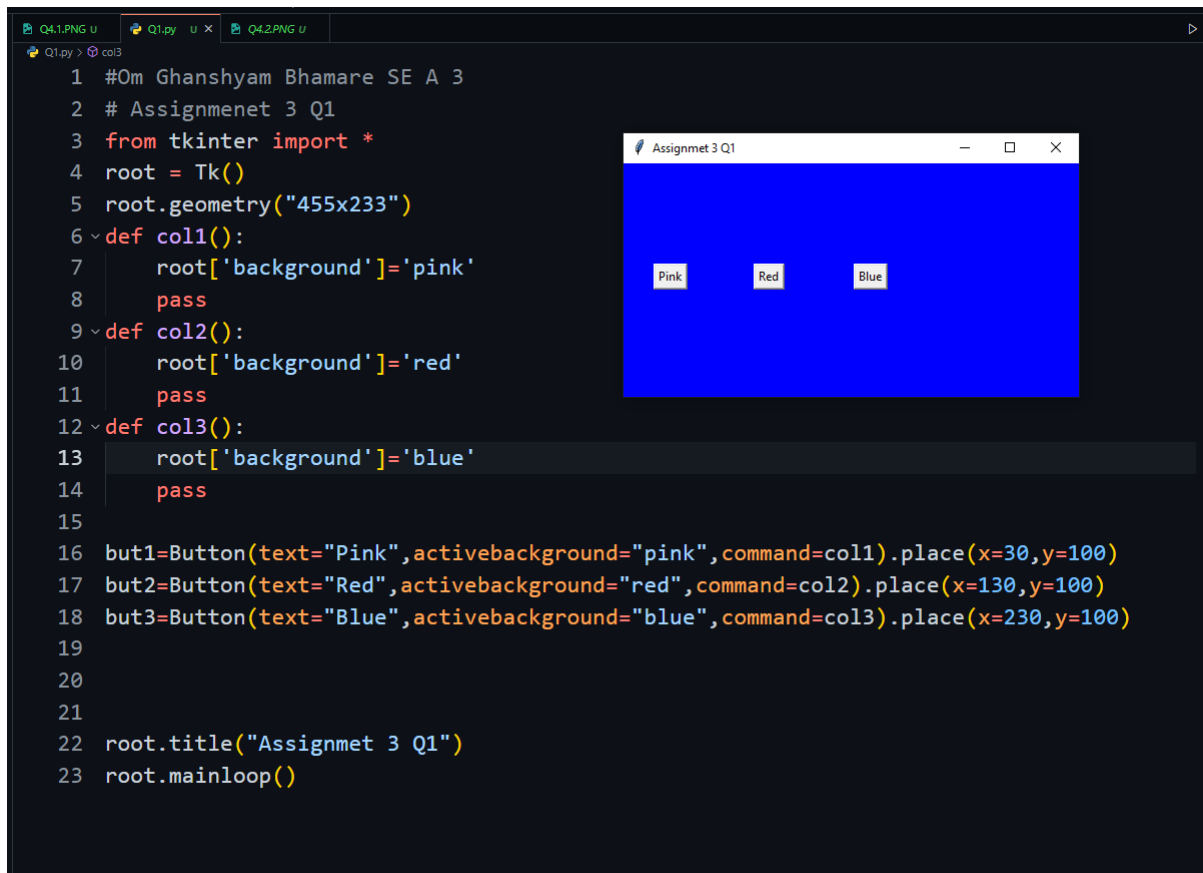 Q4.1.PNG U
Q1.py U
Q4.2.PNG U
Q1.py > col3
1 #Om Ghanshyam Bhamare SE A 3
2 # Assignmenet 3 Q1
3 from tkinter import *
4 root = Tk()
5 root.geometry("455x233")
6 def col1():
7     root['background']='pink'
8     pass
9 def col2():
10     root['background']='red'
11     pass
12 def col3():
13     root['background']='blue'
14     pass
15
16 but1=Button(text="Pink",activebackground="pink",command=col1).place(x=30,y=100)
17 but2=Button(text="Red",activebackground="red",command=col2).place(x=130,y=100)
18 but3=Button(text="Blue",activebackground="blue",command=col3).place(x=230,y=100)
19
20
21
22 root.title("Assignmet 3 Q1")
23 root.mainloop()
Assignmet 3 Q1
Pink Red Blue